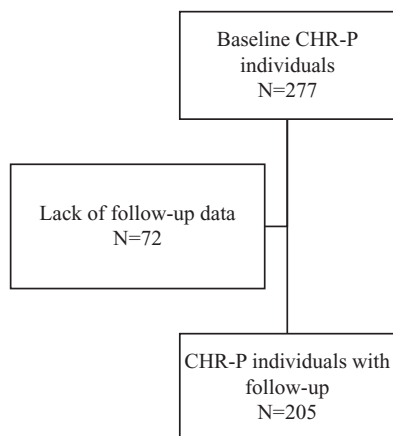 Baseline CHR-P
individuals
N=277
Lack of follow-up data
N=72
CHR-P individuals with
follow-up
N=205